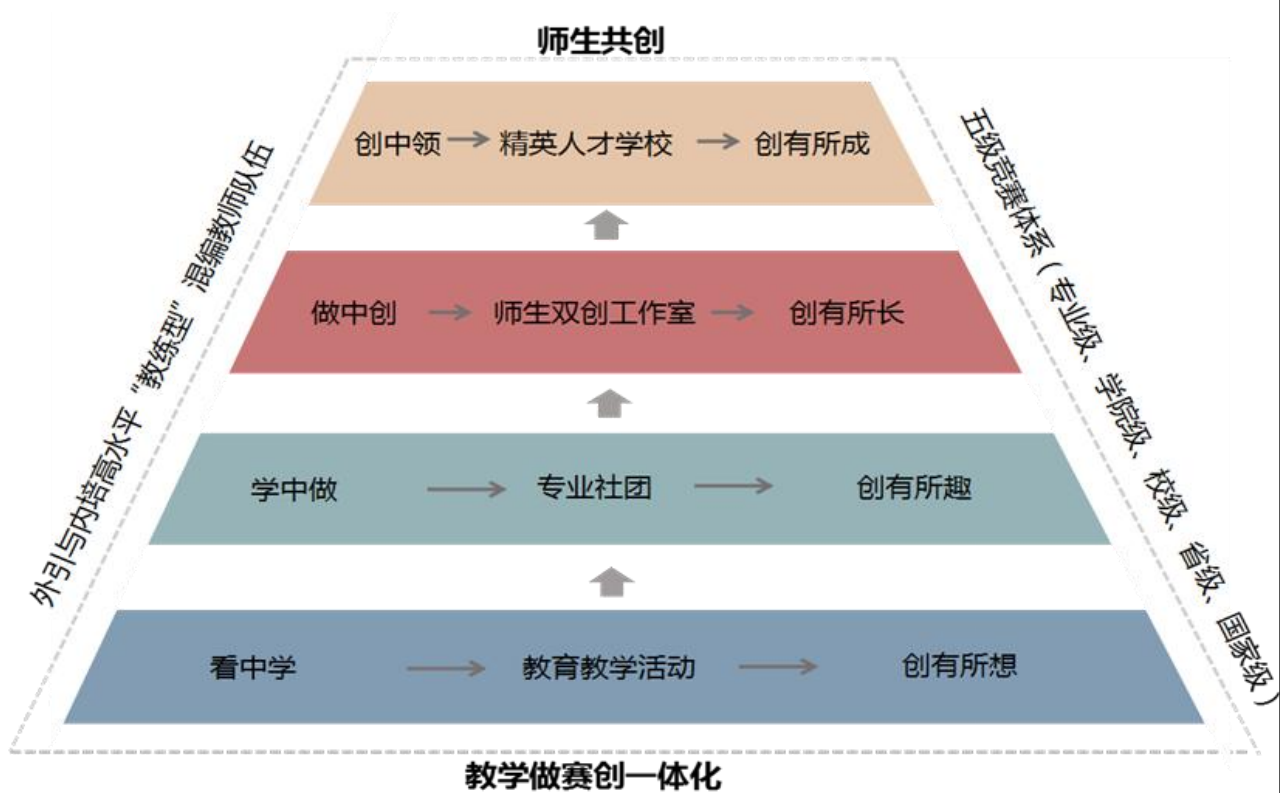 师生共创
创中领 → 精英人才学校 → 创有所成
做中创 → 师生双创工作室 → 创有所长
学中做 → 专业社团 → 创有所趣
看中学 → 教育教学活动 → 创有所想
教学做赛创一体化
外引与内培高水平“教练型”混编教师队伍
五级竞赛体系（专业级、学院级、校级、省级、国家级）